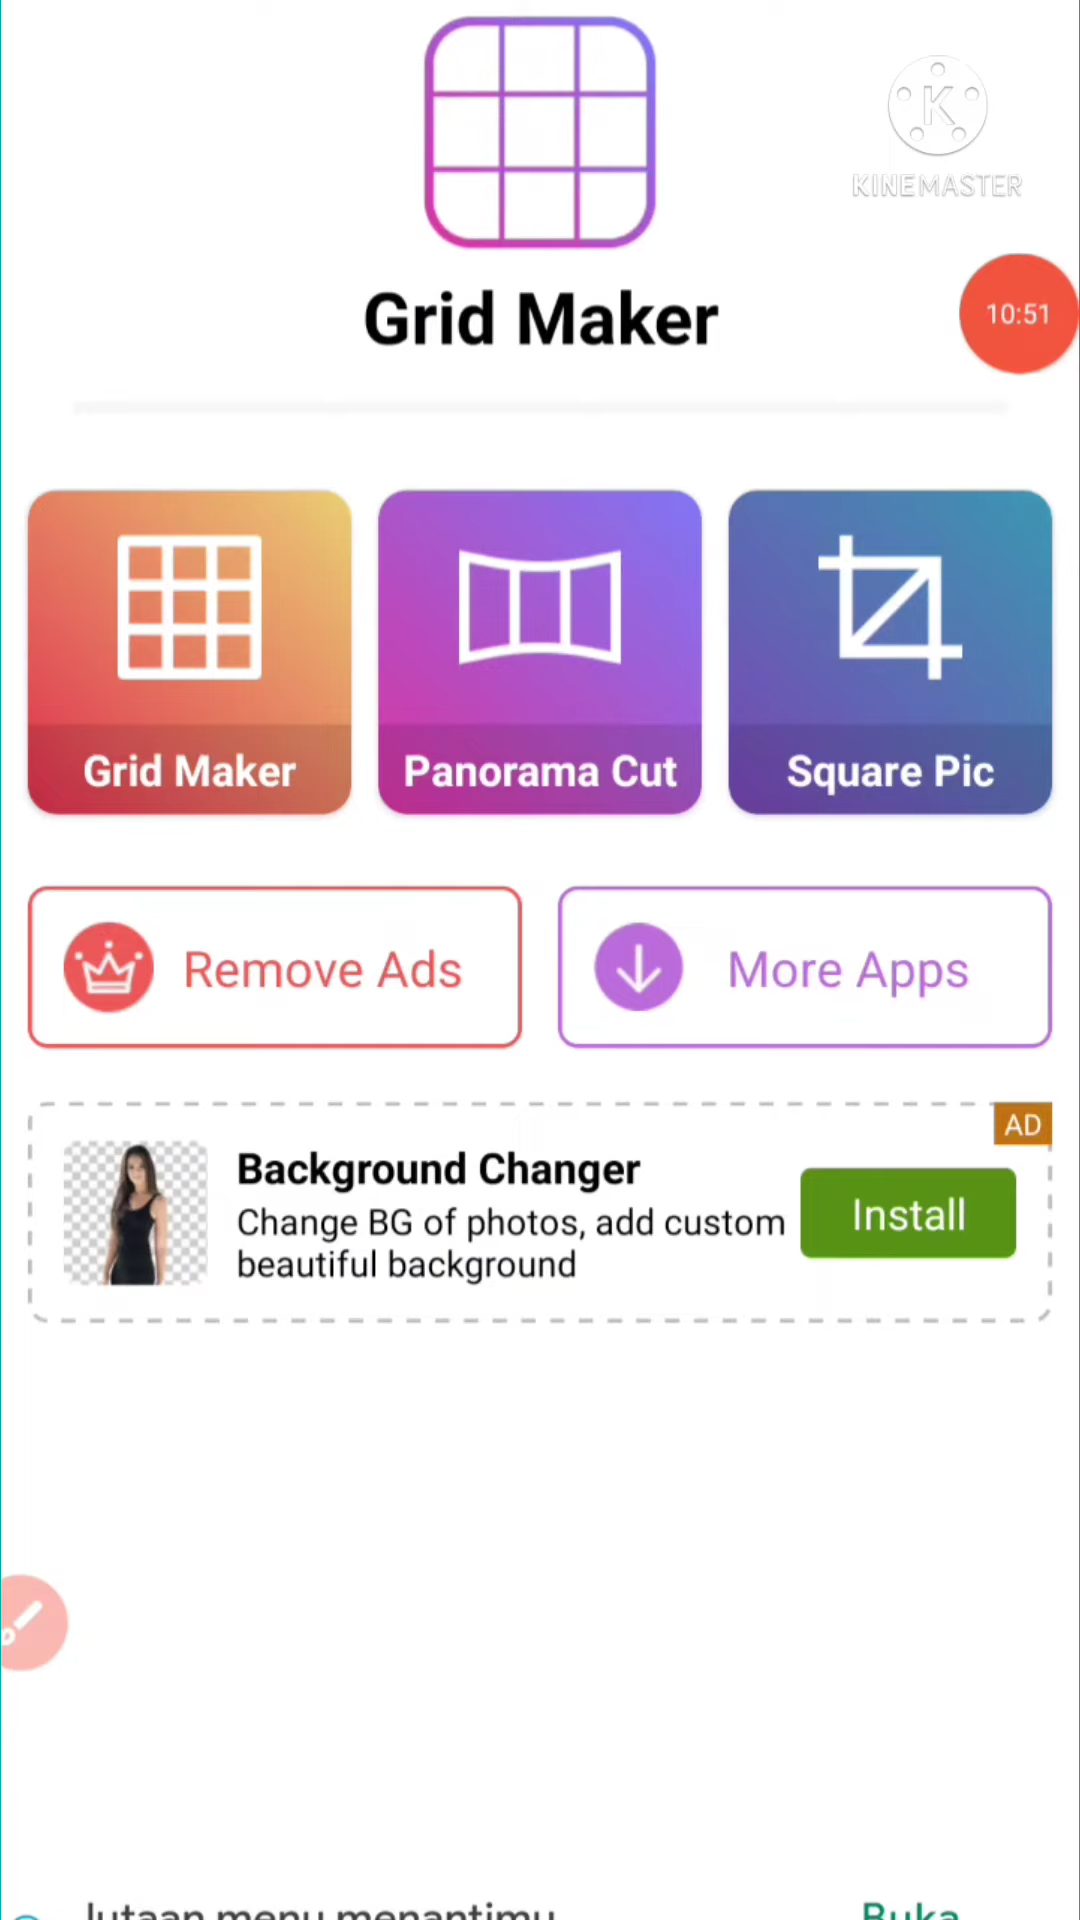 K
KINEMASTER
Grid Maker
10:51
Grid Maker
Panorama Cut
Square Pic
Remove Ads
More Apps
AD
Background Changer
Change BG of photos, add custom
beautiful background
Install
Jutaan menu menantimu
Buka